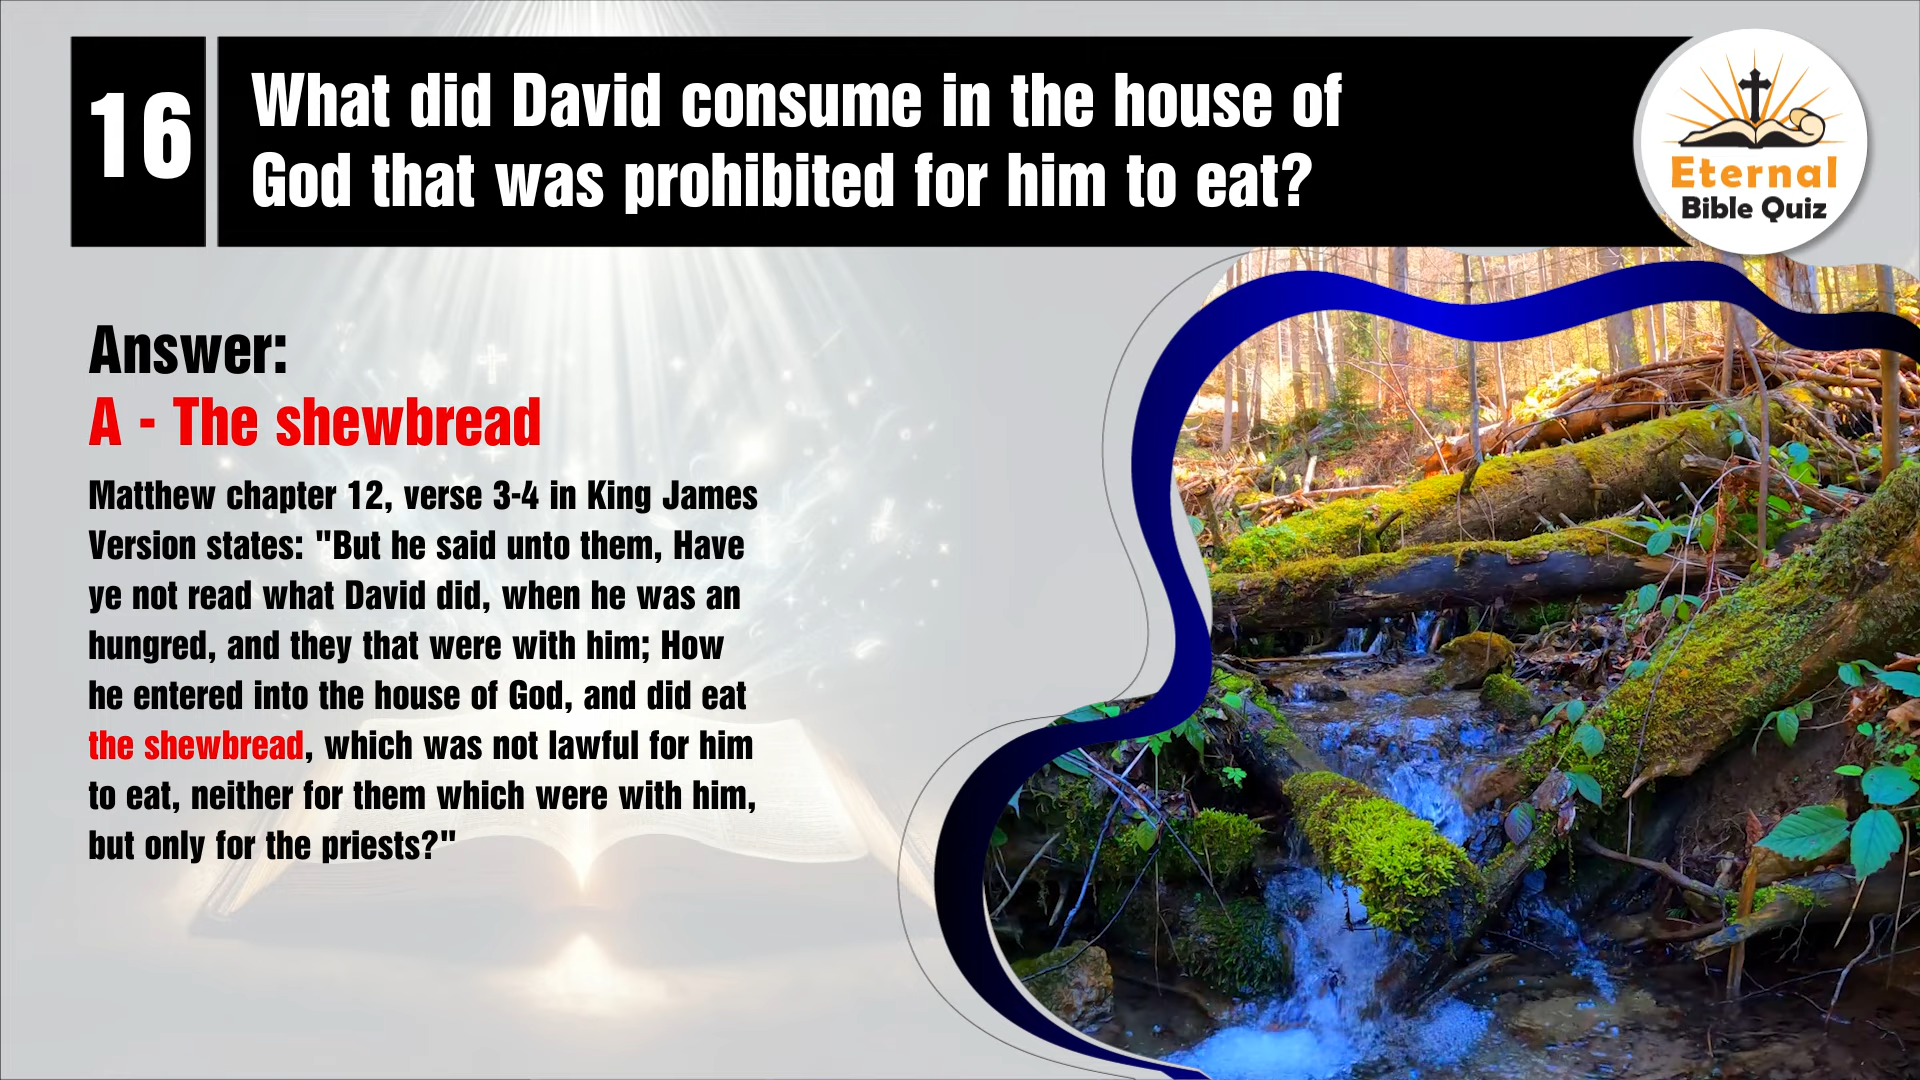 16
What did David consume in the house of
God that was prohibited for him to eat?
Eternal
Bible Quiz
Answer:
A - The shewbread
Matthew chapter 12, verse 3-4 in King James
Version states: "But he said unto them, Have
ye not read what David did, when he was an
hungred, and they that were with him; How
he entered into the house of God, and did eat
the shewbread, which was not lawful for him
to eat, neither for them which were with him,
but only for the priests?"